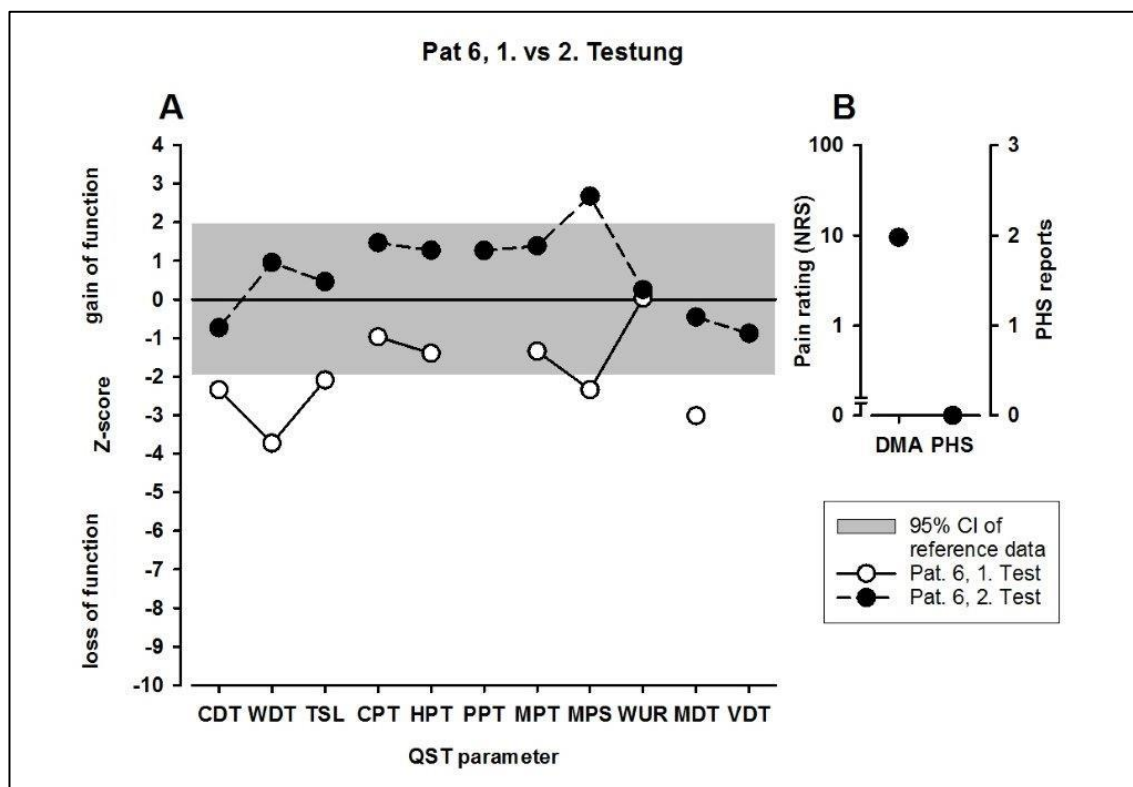 Pat 6, 1. vs 2. Testung
A
B
4
3
2
1
0
-1
-2
-3
-4
-5
-6
-7
-8
-9
-10
gain of function
Z-score
loss of function
CDT WDT TSL CPT HPT PPT MPT MPS WUR MDT VDT
QST parameter
100
10
1
0
Pain rating (NRS)
3
2
1
0
PHS reports
DMA PHS
95% CI of
reference data
Pat. 6, 1. Test
Pat. 6, 2. Test